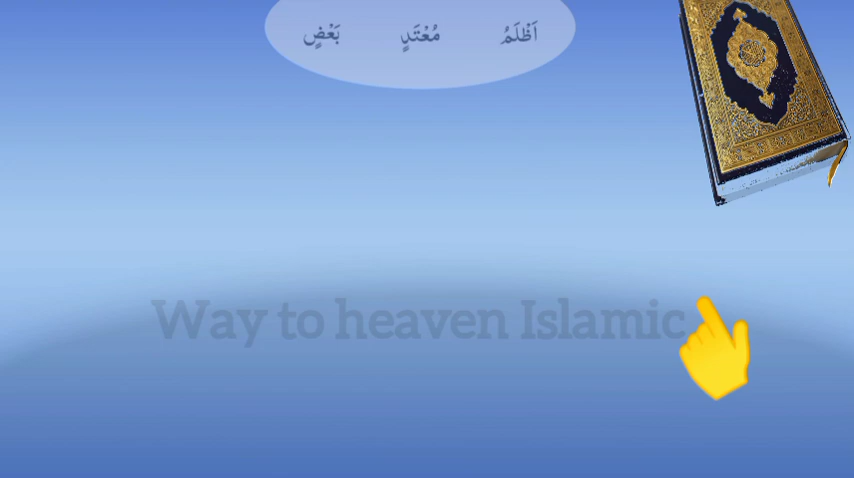 اَظْلَمُ مُعْتَدٍ بَعْضٍ
Way to heaven Islamic